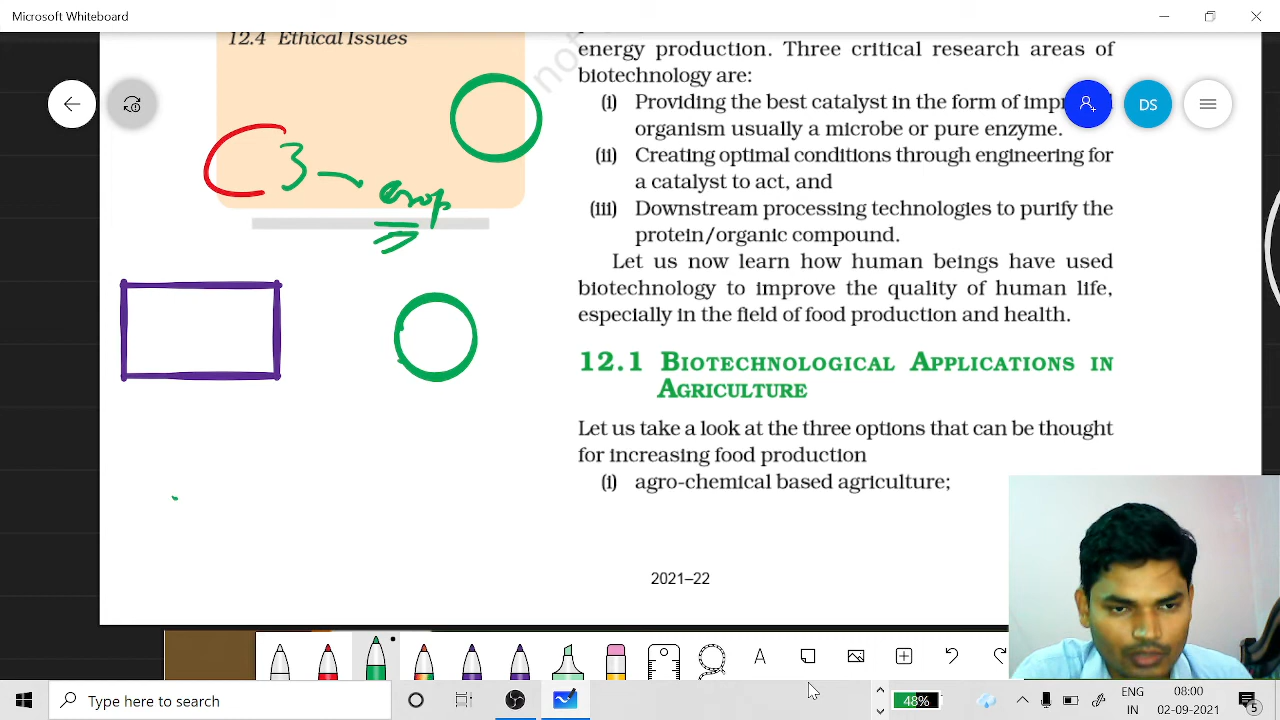 Microsoft Whiteboard
12.4 Ethical Issues
3
crop
energy production. Three critical research areas of
biotechnology are:
(i) Providing the best catalyst in the form of impr
organism usually a microbe or pure enzyme.
(ii) Creating optimal conditions through engineering for
a catalyst to act, and
(iii) Downstream processing technologies to purify the
protein/organic compound.
Let us now learn how human beings have used
biotechnology to improve the quality of human life,
especially in the field of food production and health.
12.1 BIOTECHNOLOGICAL APPLICATIONS IN
AGRICULTURE
Let us take a look at the three options that can be thought
for increasing food production
(i) agro-chemical based agriculture;
2021–22
DS
Type here to search
48%
ENG
IN
08:00
02-09-2021
5